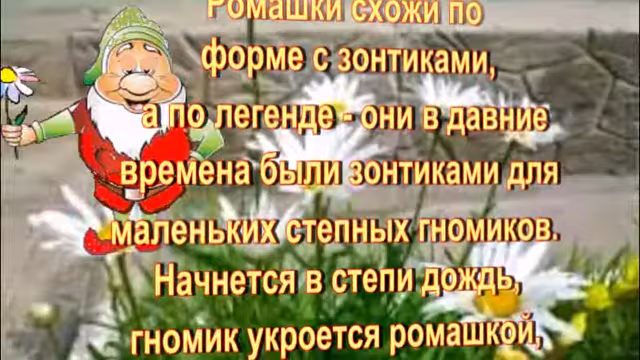 Ромашки схожи по
форме с зонтиками,
а по легенде - они в давние
времена были зонтиками для
маленьких степных гномиков.
Начнется в степи дождь,
гномик укроется ромашкой,